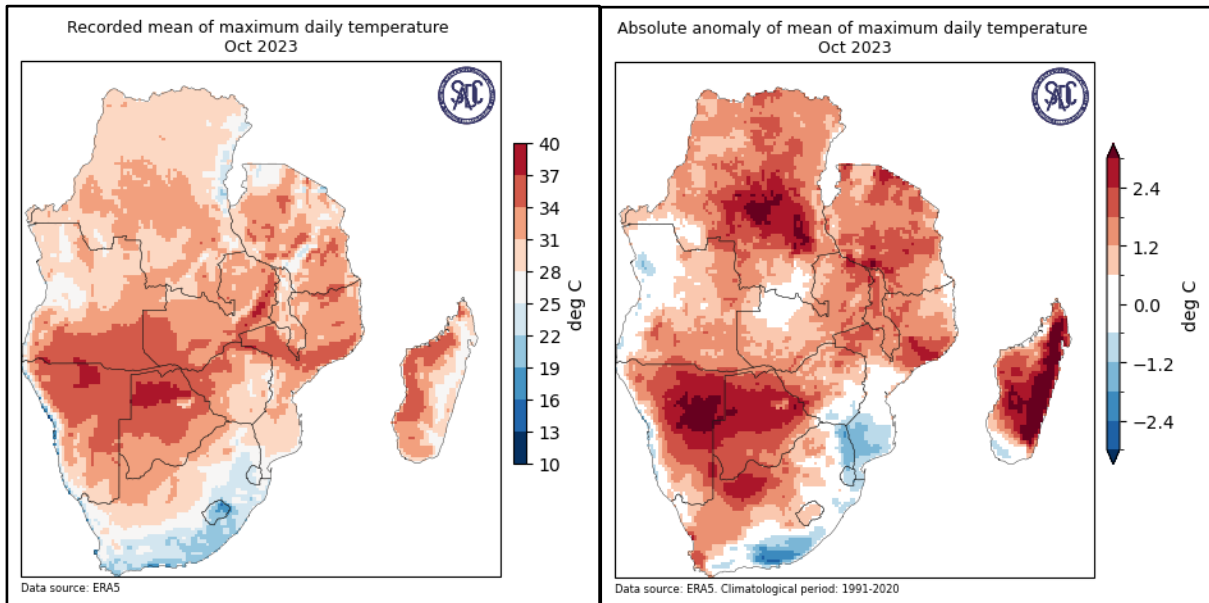 Recorded mean of maximum daily temperature
Oct 2023
SADC
40
37
34
31
28
25
22
19
16
13
10
deg C
Data source: ERA5
Absolute anomaly of mean of maximum daily temperature
Oct 2023
SADC
2.4
1.2
0.0
−1.2
−2.4
deg C
Data source: ERA5. Climatological period: 1991-2020